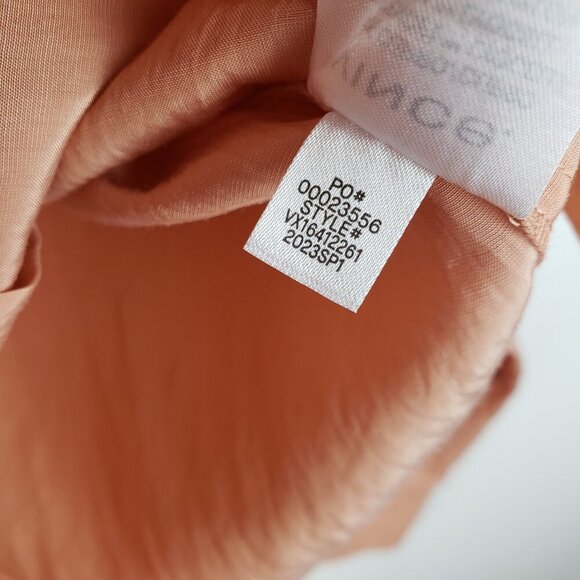 PO#
00023556
STYLE#
VX16412261
2023SP1
VINCE